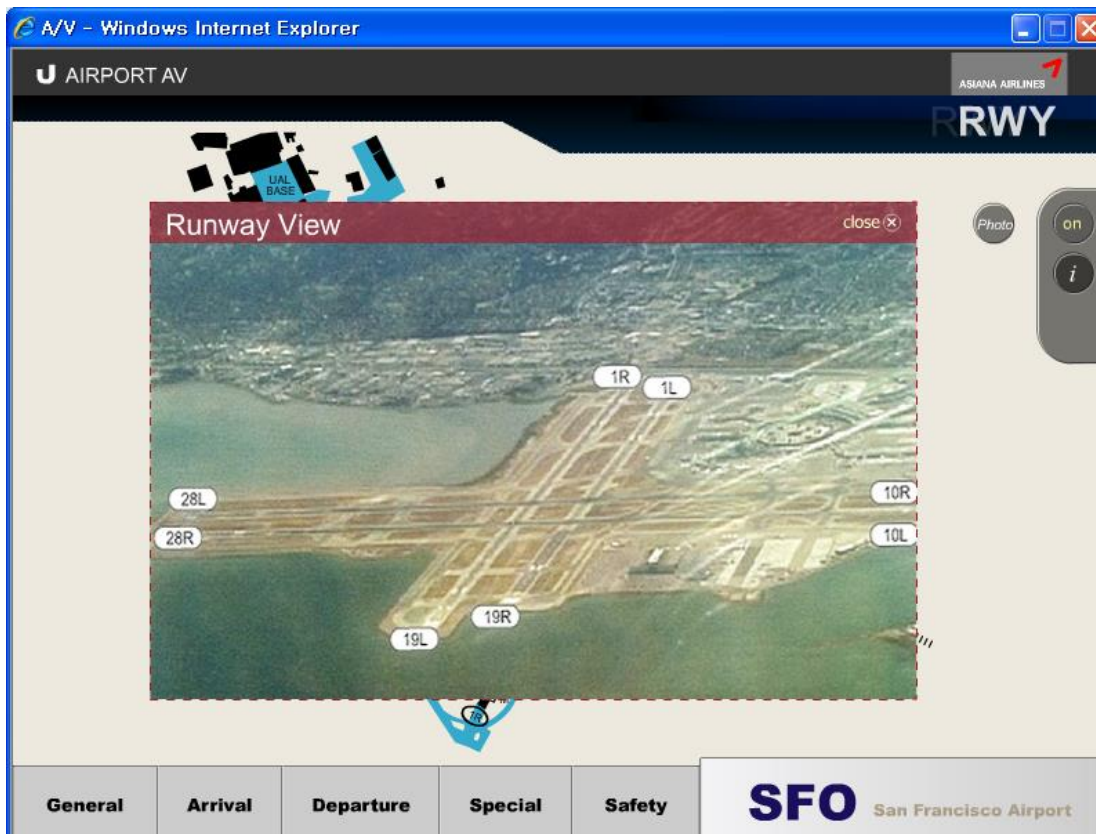 A/V - Windows Internet Explorer
U AIRPORT AV
ASIANA AIRLINES
RWY
UAL
BASE
Runway View
close
Photo
on
i
1R
1L
28L
10R
28R
10L
19R
19L
1R
General
Arrival
Departure
Special
Safety
SFO San Francisco Airport